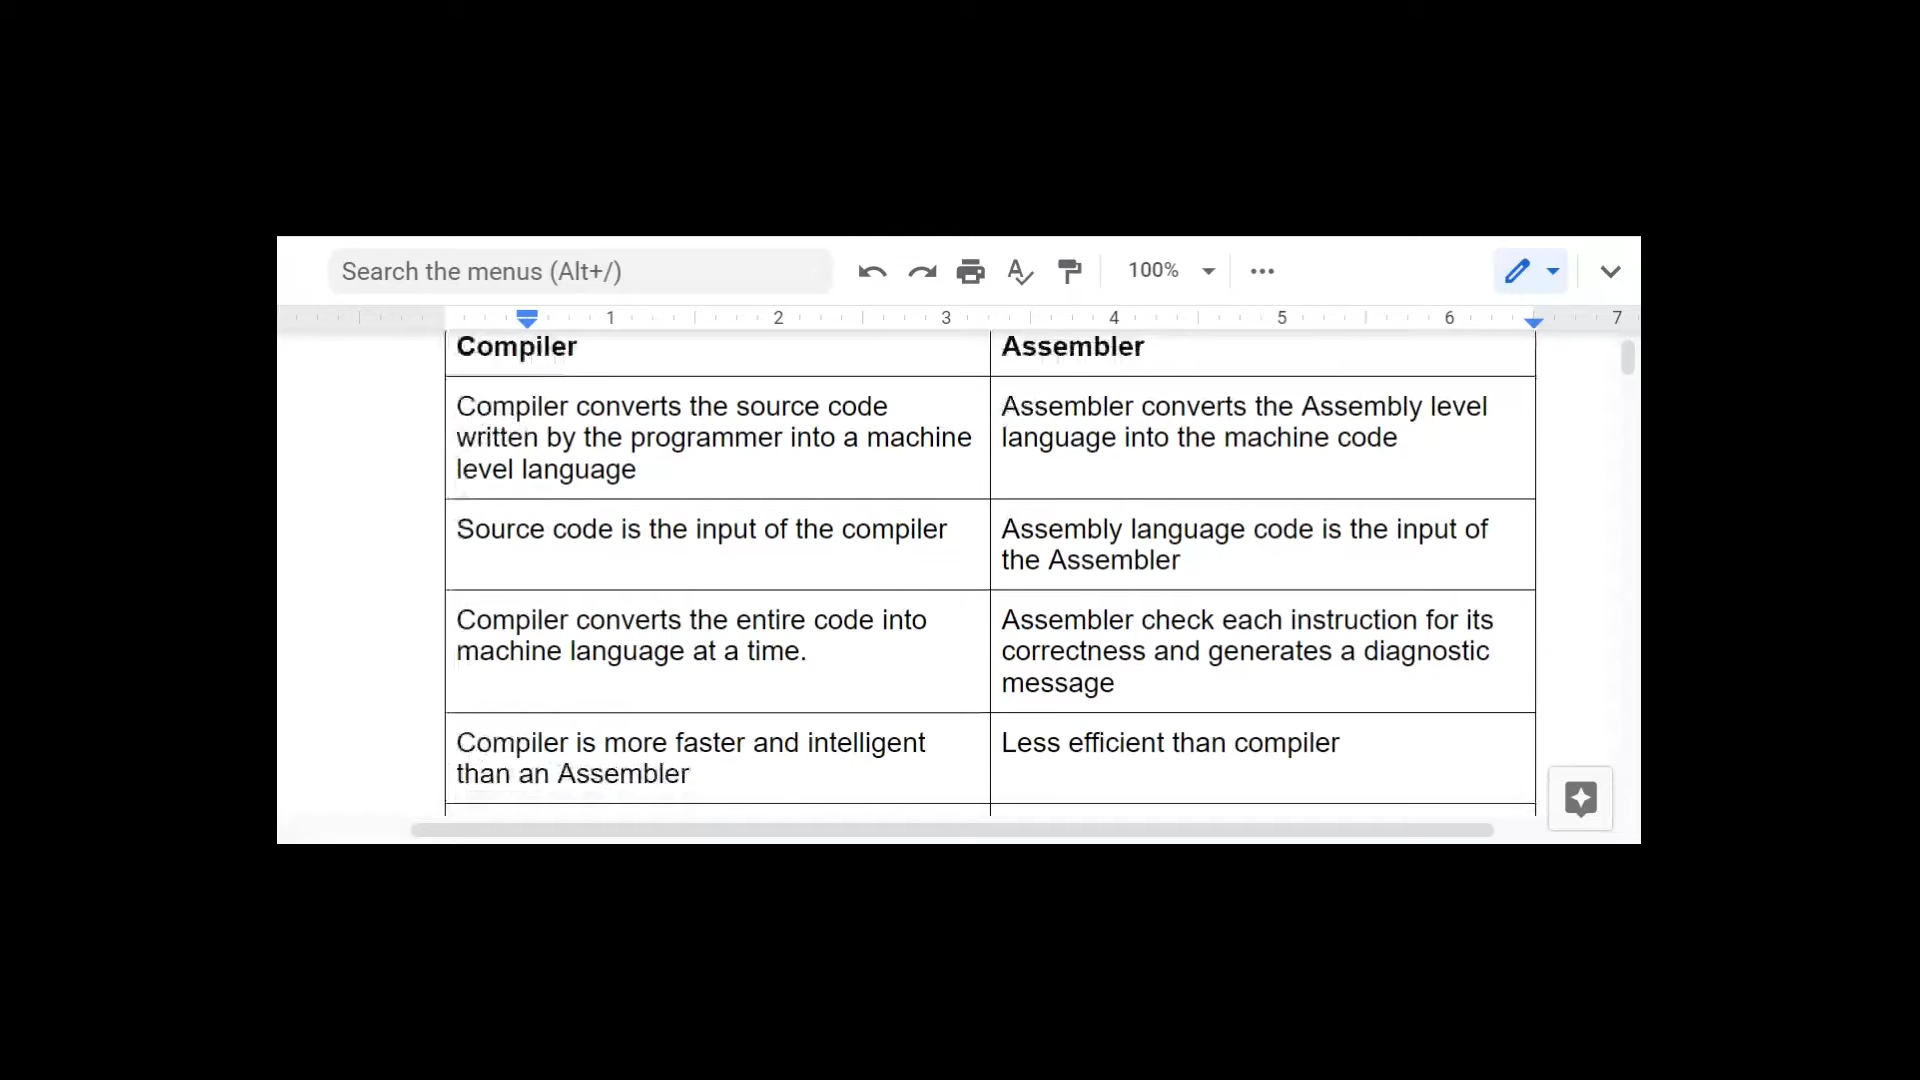 Search the menus (Alt+/)
100%
1 2 3 4 5 6 7
Compiler Assembler
Compiler converts the source code
written by the programmer into a machine
level language
Assembler converts the Assembly level
language into the machine code
Source code is the input of the compiler
Assembly language code is the input of
the Assembler
Compiler converts the entire code into
machine language at a time.
Assembler check each instruction for its
correctness and generates a diagnostic
message
Compiler is more faster and intelligent
than an Assembler
Less efficient than compiler